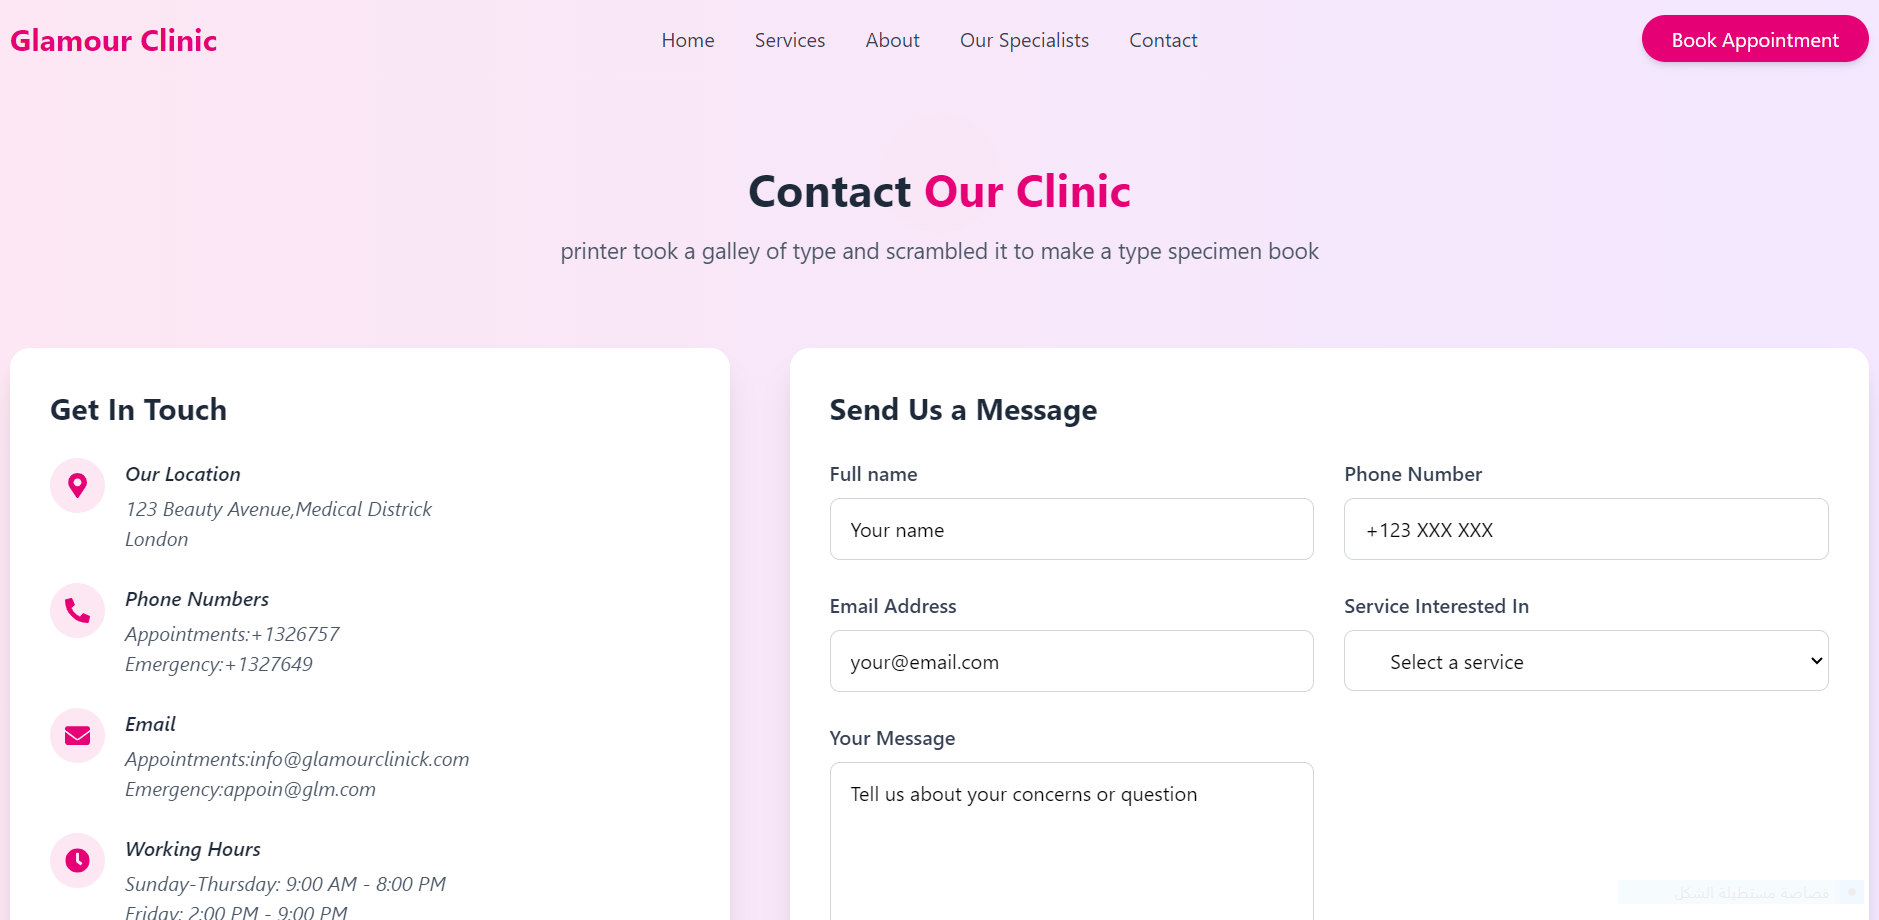 Glamour Clinic
Home Services About Our Specialists Contact
Book Appointment
Contact Our Clinic
printer took a galley of type and scrambled it to make a type specimen book
Get In Touch
Our Location
123 Beauty Avenue,Medical Districk
London
Phone Numbers
Appointments:+1326757
Emergency:+1327649
Email
Appointments:info@glamourclinick.com
Emergency:appoin@glm.com
Working Hours
Sunday-Thursday: 9:00 AM - 8:00 PM
Friday: 2:00 PM - 9:00 PM
Send Us a Message
Full name
Your name
Phone Number
+123 XXX XXX
Email Address
your@email.com
Service Interested In
Select a service
Your Message
Tell us about your concerns or question
قصاصة مستطيلة الشكل